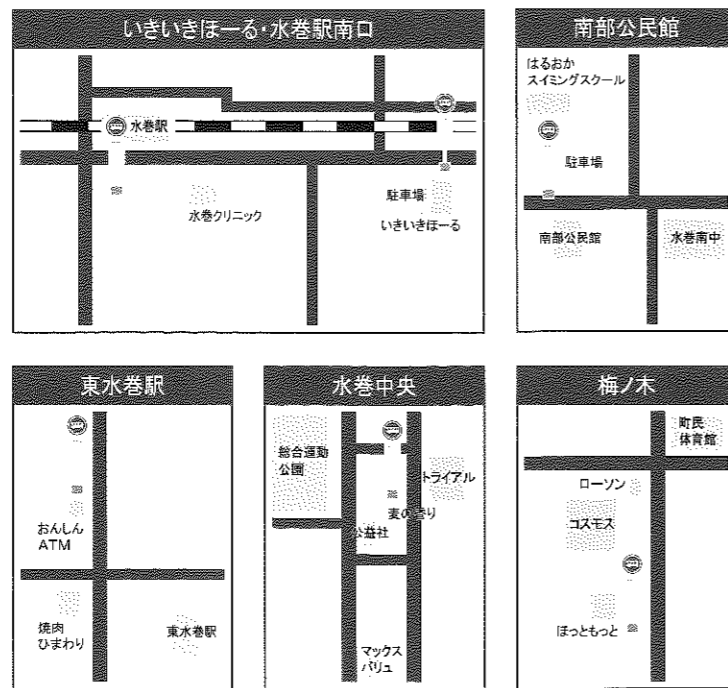 いきいきほーる・水巻駅南口
水巻駅
水巻クリニック
駐車場
いきいきほーる
南部公民館
はるおか
スイミングスクール
駐車場
南部公民館
水巻南中
東水巻駅
おんしん
ATM
焼肉
ひまわり
東水巻駅
水巻中央
総合運動
公園
トライアル
麦の香り
公益社
マックス
バリュ
梅ノ木
町民
体育館
ローソン
コスモス
ほっともっと